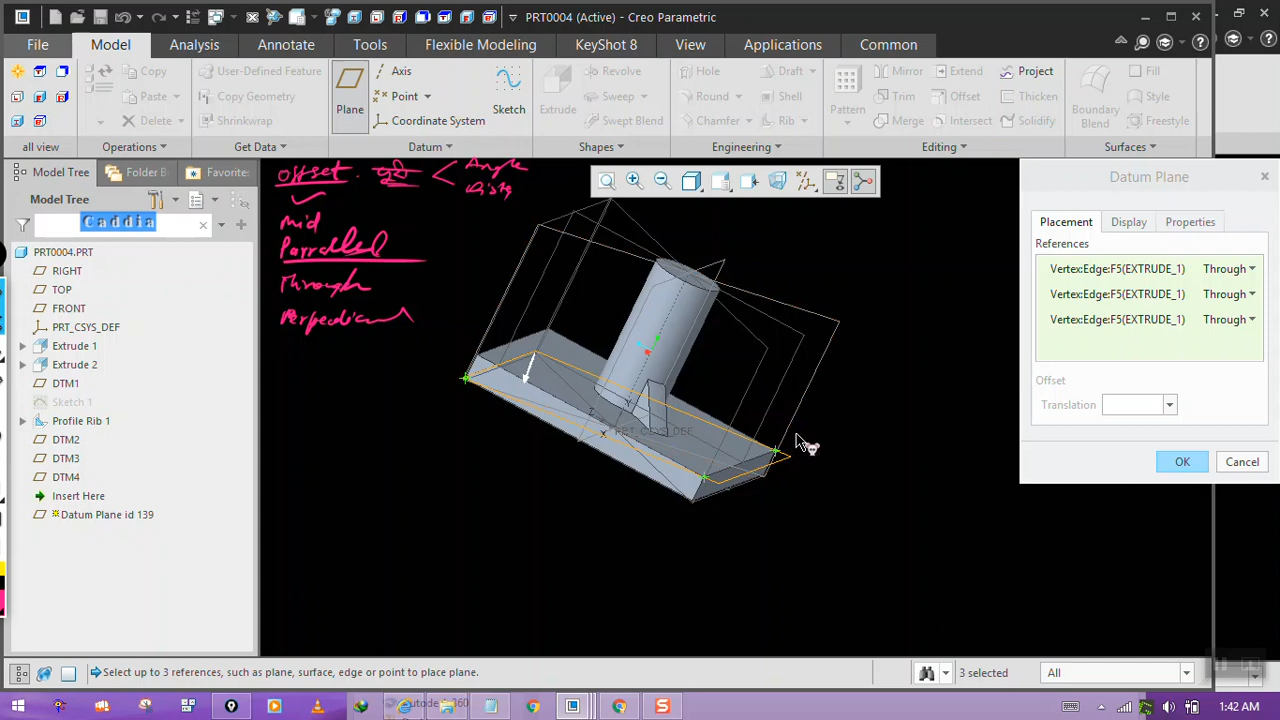 PRT0004 (Active) - Creo Parametric
File Model Analysis Annotate Tools Flexible Modeling KeyShot 8 View Applications Common
Axis User-Defined Feature Copy Revolve Hole Draft Mirror Extend Project Fill
Point Copy Geometry Paste Sweep Round Shell Trim Offset Thicken Style
Plane Sketch Extrude Pattern Boundary Blend
Coordinate System Shrinkwrap Delete Swept Blend Chamfer Rib Merge Intersect Solidify Freestyle
all view Operations Get Data Datum Shapes Engineering Editing Surfaces
Model Tree Folder B Favorite
Model Tree
Caddia
PRT0004.PRT
RIGHT
TOP
FRONT
PRT_CSYS_DEF
Extrude 1
Extrude 2
DTM1
Sketch 1
Profile Rib 1
DTM2
DTM3
DTM4
Insert Here
Datum Plane id 139
offset. < Angle
mid
Parralled
Through
Z Y X PRT_CSYS_DEF
Datum Plane
Placement Display Properties
References
Vertex:Edge:F5(EXTRUDE_1) Through
Vertex:Edge:F5(EXTRUDE_1) Through
Vertex:Edge:F5(EXTRUDE_1) Through
Offset
Translation
OK Cancel
Select up to 3 references, such as plane, surface, edge or point to place plane.
3 selected All
1:42 AM